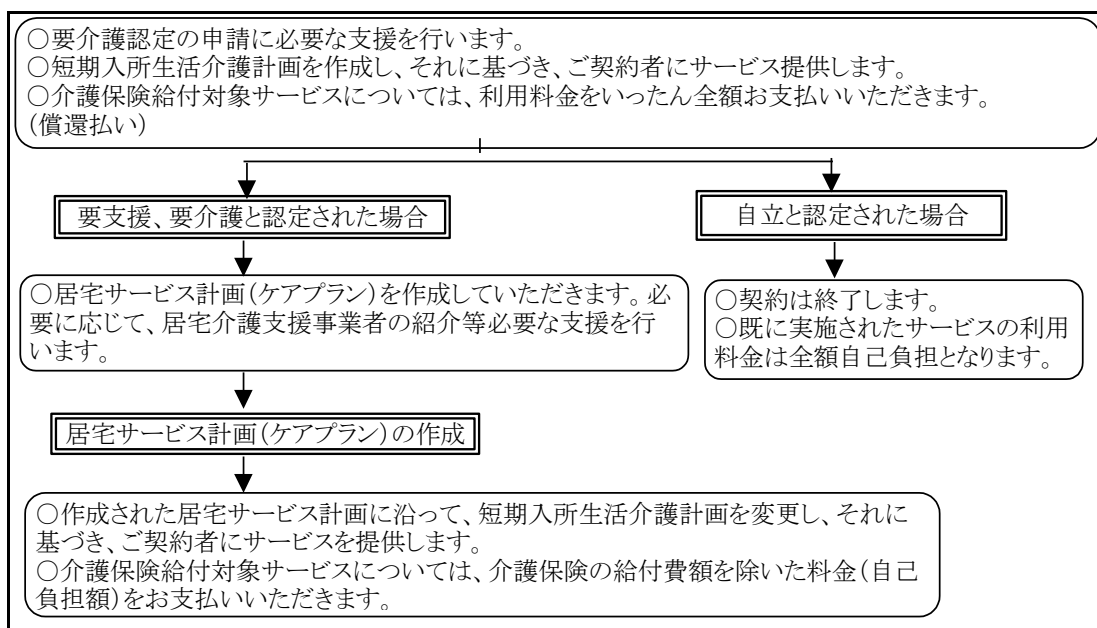 ○要介護認定の申請に必要な支援を行います。
○短期入所生活介護計画を作成し、それに基づき、ご契約者にサービス提供します。
○介護保険給付対象サービスについては、利用料金をいったん全額お支払いいただきます。
(償還払い)
要支援、要介護と認定された場合
自立と認定された場合
○居宅サービス計画(ケアプラン)を作成していただきます。必
要に応じて、居宅介護支援事業者の紹介等必要な支援を行
います。
○契約は終了します。
○既に実施されたサービスの利用
料金は全額自己負担となります。
居宅サービス計画(ケアプラン)の作成
○作成された居宅サービス計画に沿って、短期入所生活介護計画を変更し、それに
基づき、ご契約者にサービスを提供します。
○介護保険給付対象サービスについては、介護保険の給付費額を除いた料金(自己
負担額)をお支払いいただきます。